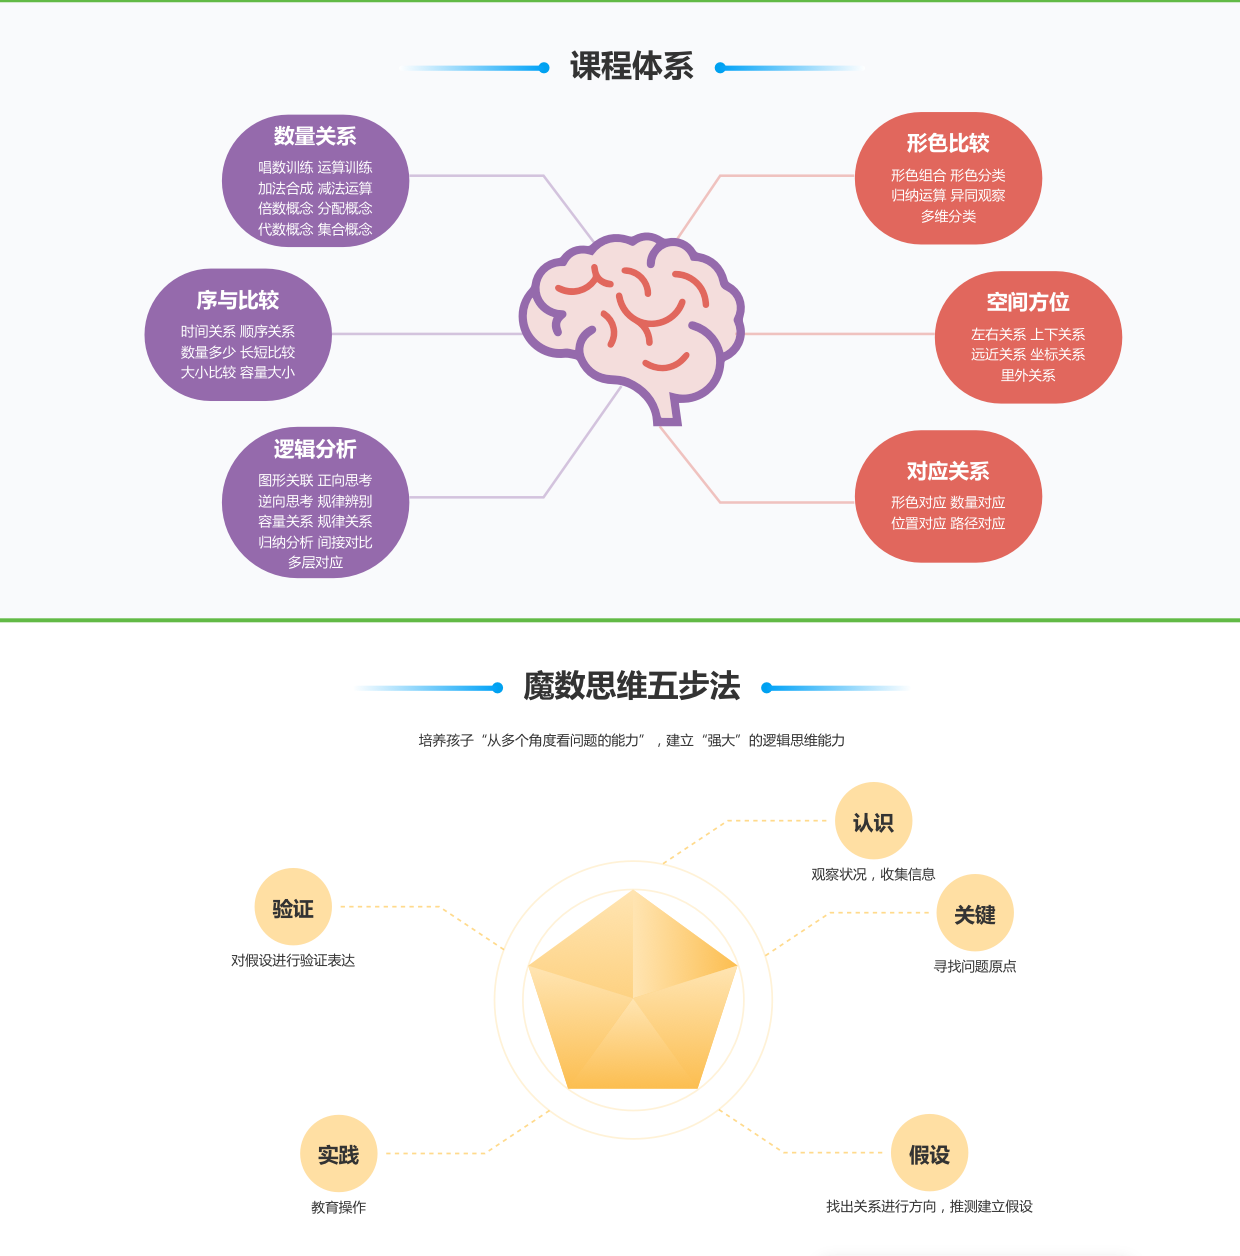 课程体系
数量关系
唱数训练 运算训练
加法合成 减法运算
倍数概念 分配概念
代数概念 集合概念
形色比较
形色组合 形色分类
归纳运算 异同观察
多维分类
序与比较
时间关系 顺序关系
数量多少 长短比较
大小比较 容量大小
空间方位
左右关系 上下关系
远近关系 坐标关系
里外关系
逻辑分析
图形关联 正向思考
逆向思考 规律辨别
容量关系 规律关系
归纳分析 间接对比
多层对应
对应关系
形色对应 数量对应
位置对应 路径对应
魔数思维五步法
培养孩子“从多个角度看问题的能力”，建立“强大”的逻辑思维能力
认识
观察状况，收集信息
关键
寻找问题原点
验证
对假设进行验证表达
实践
教育操作
假设
找出关系进行方向，推测建立假设